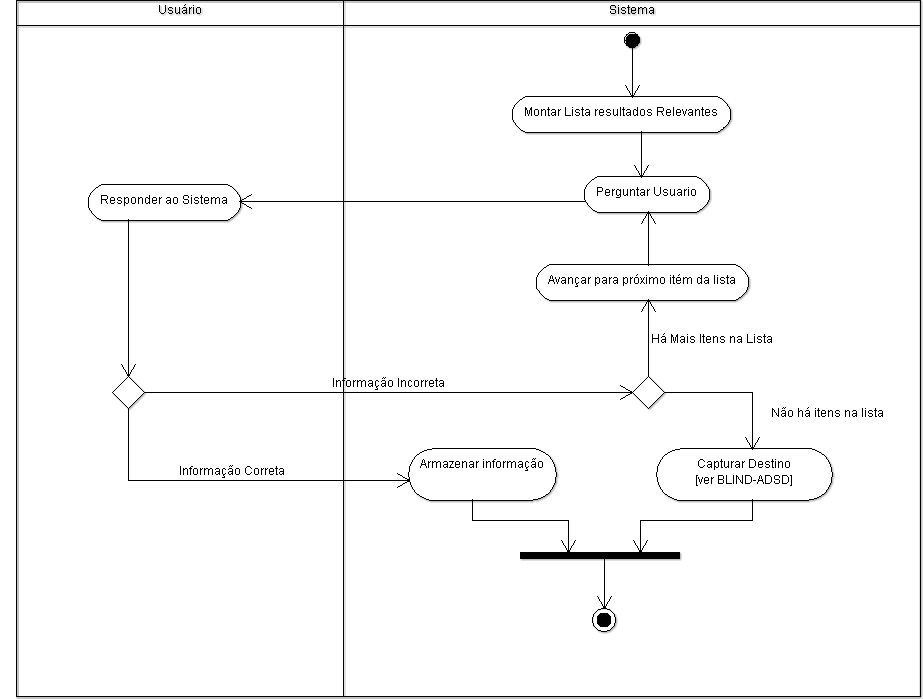 Usuário
Sistema
Montar Lista resultados Relevantes
Perguntar Usuario
Responder ao Sistema
Avançar para próximo itém da lista
Há Mais Itens na Lista
Informação Incorreta
Não há itens na lista
Informação Correta
Armazenar informação
Capturar Destino
[ver BLIND-ADSD]